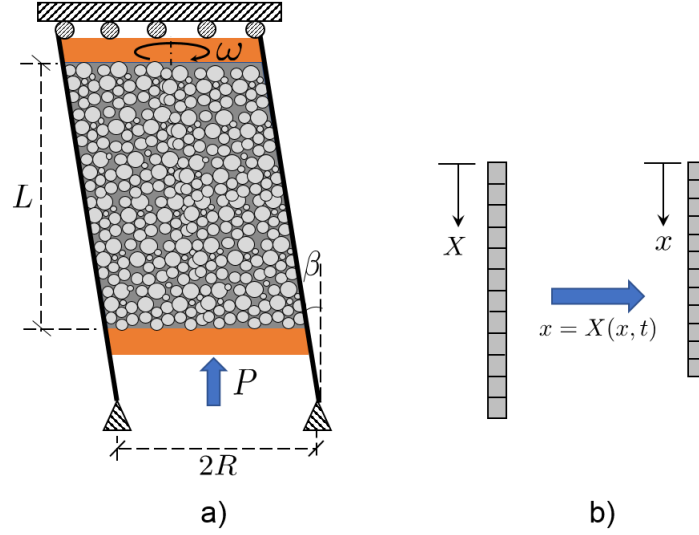 ω
L
β
P
2R
a)
X
x
x = X(x, t)
b)